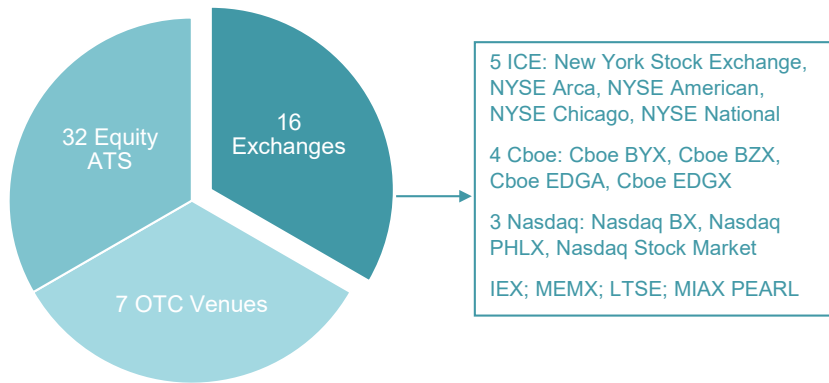 32 Equity
ATS
16
Exchanges
7 OTC Venues
5 ICE: New York Stock Exchange,
NYSE Arca, NYSE American,
NYSE Chicago, NYSE National
4 Cboe: Cboe BYX, Cboe BZX,
Cboe EDGA, Cboe EDGX
3 Nasdaq: Nasdaq BX, Nasdaq
PHLX, Nasdaq Stock Market
IEX; MEMX; LTSE; MIAX PEARL